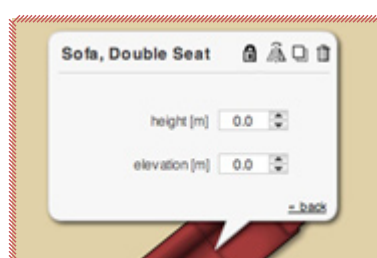 Sofa, Double Seat
height [m] 0.0
elevation [m] 0.0
- back